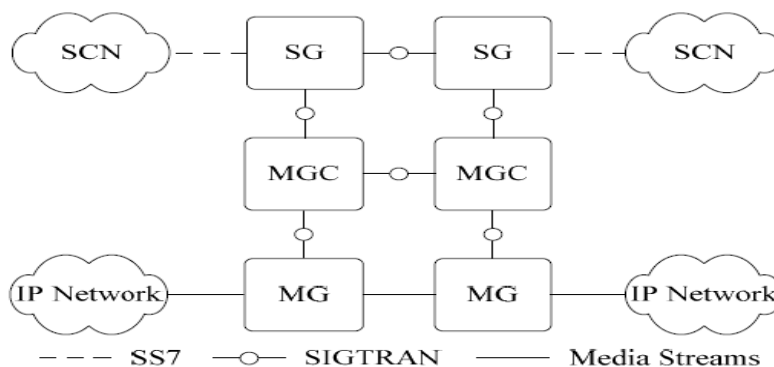 SCN SG SG SCN
MGC MGC
IP Network MG MG IP Network
SS7 SIGTRAN Media Streams